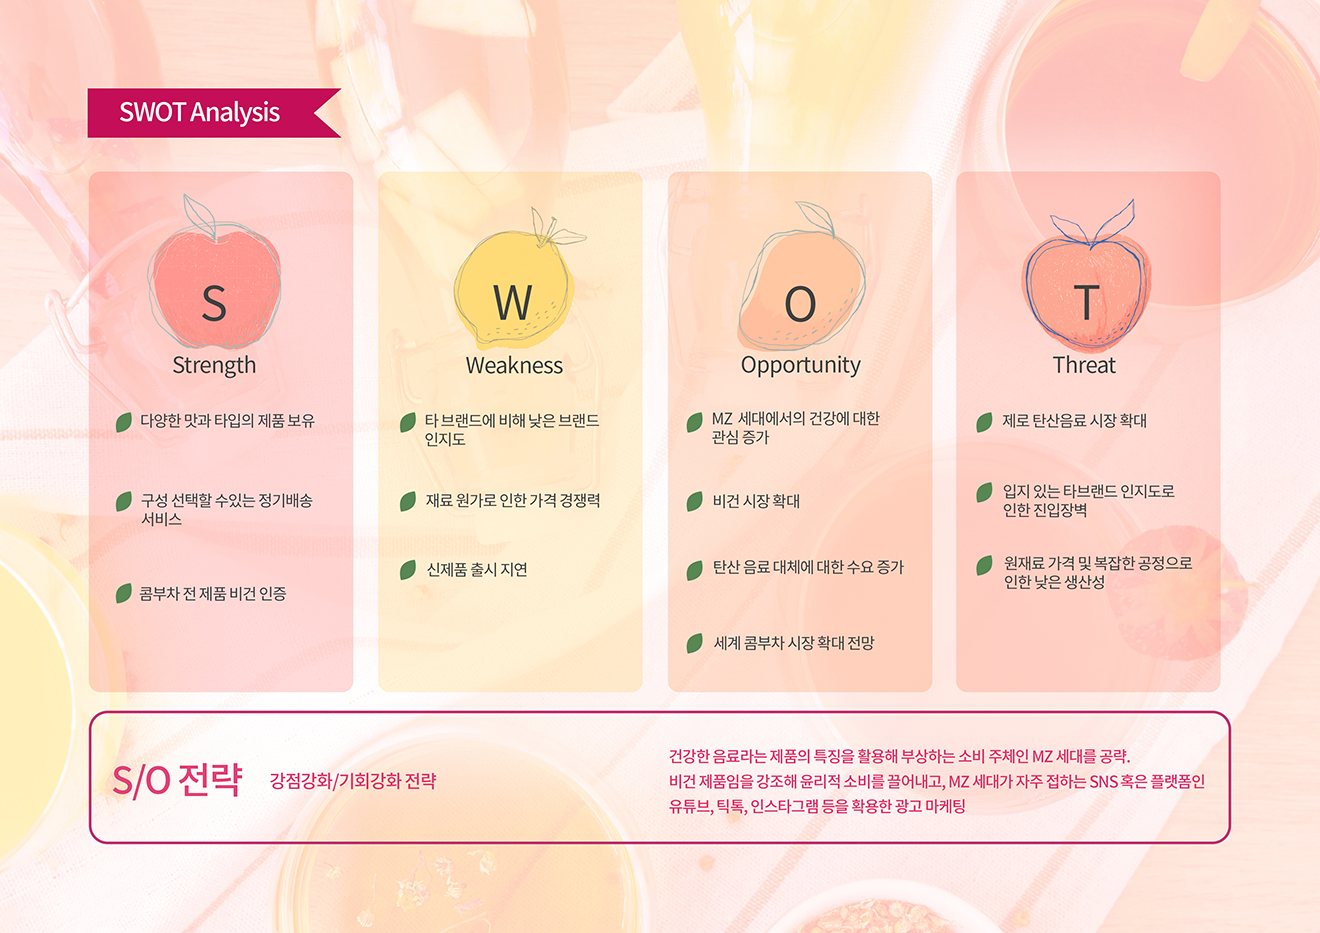 SWOT Analysis
S
Strength
다양한 맛과 타입의 제품 보유
구성 선택할 수있는 정기배송
서비스
콤부차 전 제품 비건 인증
W
Weakness
타 브랜드에 비해 낮은 브랜드
인지도
재료 원가로 인한 가격 경쟁력
신제품 출시 지연
O
Opportunity
MZ 세대에서의 건강에 대한
관심 증가
비건 시장 확대
탄산 음료 대체에 대한 수요 증가
세계 콤부차 시장 확대 전망
T
Threat
제로 탄산음료 시장 확대
입지 있는 타브랜드 인지도로
인한 진입장벽
원재료 가격 및 복잡한 공정으로
인한 낮은 생산성
S/O 전략
강점강화/기회강화 전략
건강한 음료라는 제품의 특징을 활용해 부상하는 소비 주체인 MZ 세대를 공략.
비건 제품임을 강조해 윤리적 소비를 끌어내고, MZ 세대가 자주 접하는 SNS 혹은 플랫폼인
유튜브, 틱톡, 인스타그램 등을 확용한 광고 마케팅